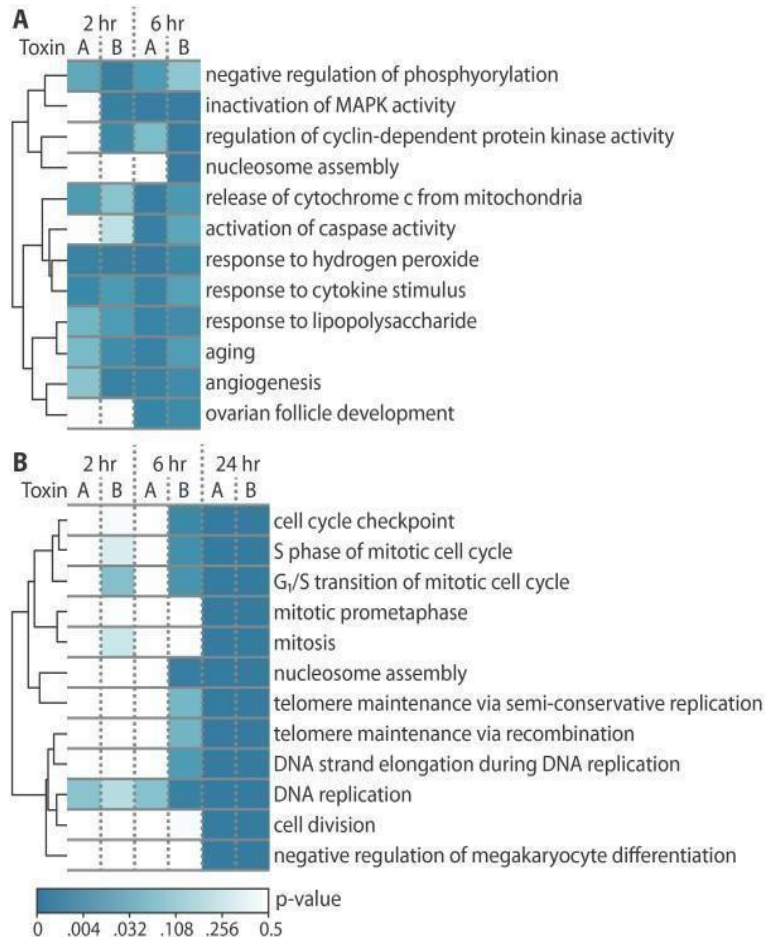 A
2 hr 6 hr
Toxin A B A B
negative regulation of phosphyorylation
inactivation of MAPK activity
regulation of cyclin-dependent protein kinase activity
nucleosome assembly
release of cytochrome c from mitochondria
activation of caspase activity
response to hydrogen peroxide
response to cytokine stimulus
response to lipopolysaccharide
aging
angiogenesis
ovarian follicle development
B
2 hr 6 hr 24 hr
Toxin A B A B A B
cell cycle checkpoint
S phase of mitotic cell cycle
G₁/S transition of mitotic cell cycle
mitotic prometaphase
mitosis
nucleosome assembly
telomere maintenance via semi-conservative replication
telomere maintenance via recombination
DNA strand elongation during DNA replication
DNA replication
cell division
negative regulation of megakaryocyte differentiation
p-value
0 .004 .032 .108 .256 0.5